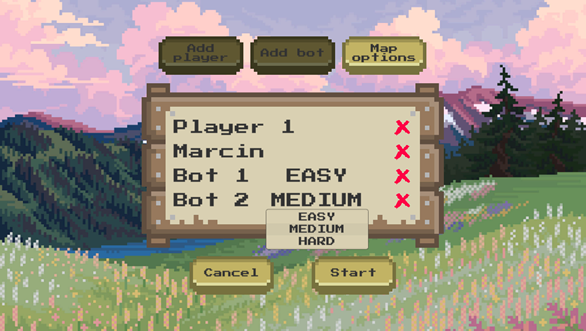 Add player
Add bot
Map options
Player 1
Marcin
Bot 1 EASY
Bot 2 MEDIUM
EASY
MEDIUM
HARD
Cancel
Start